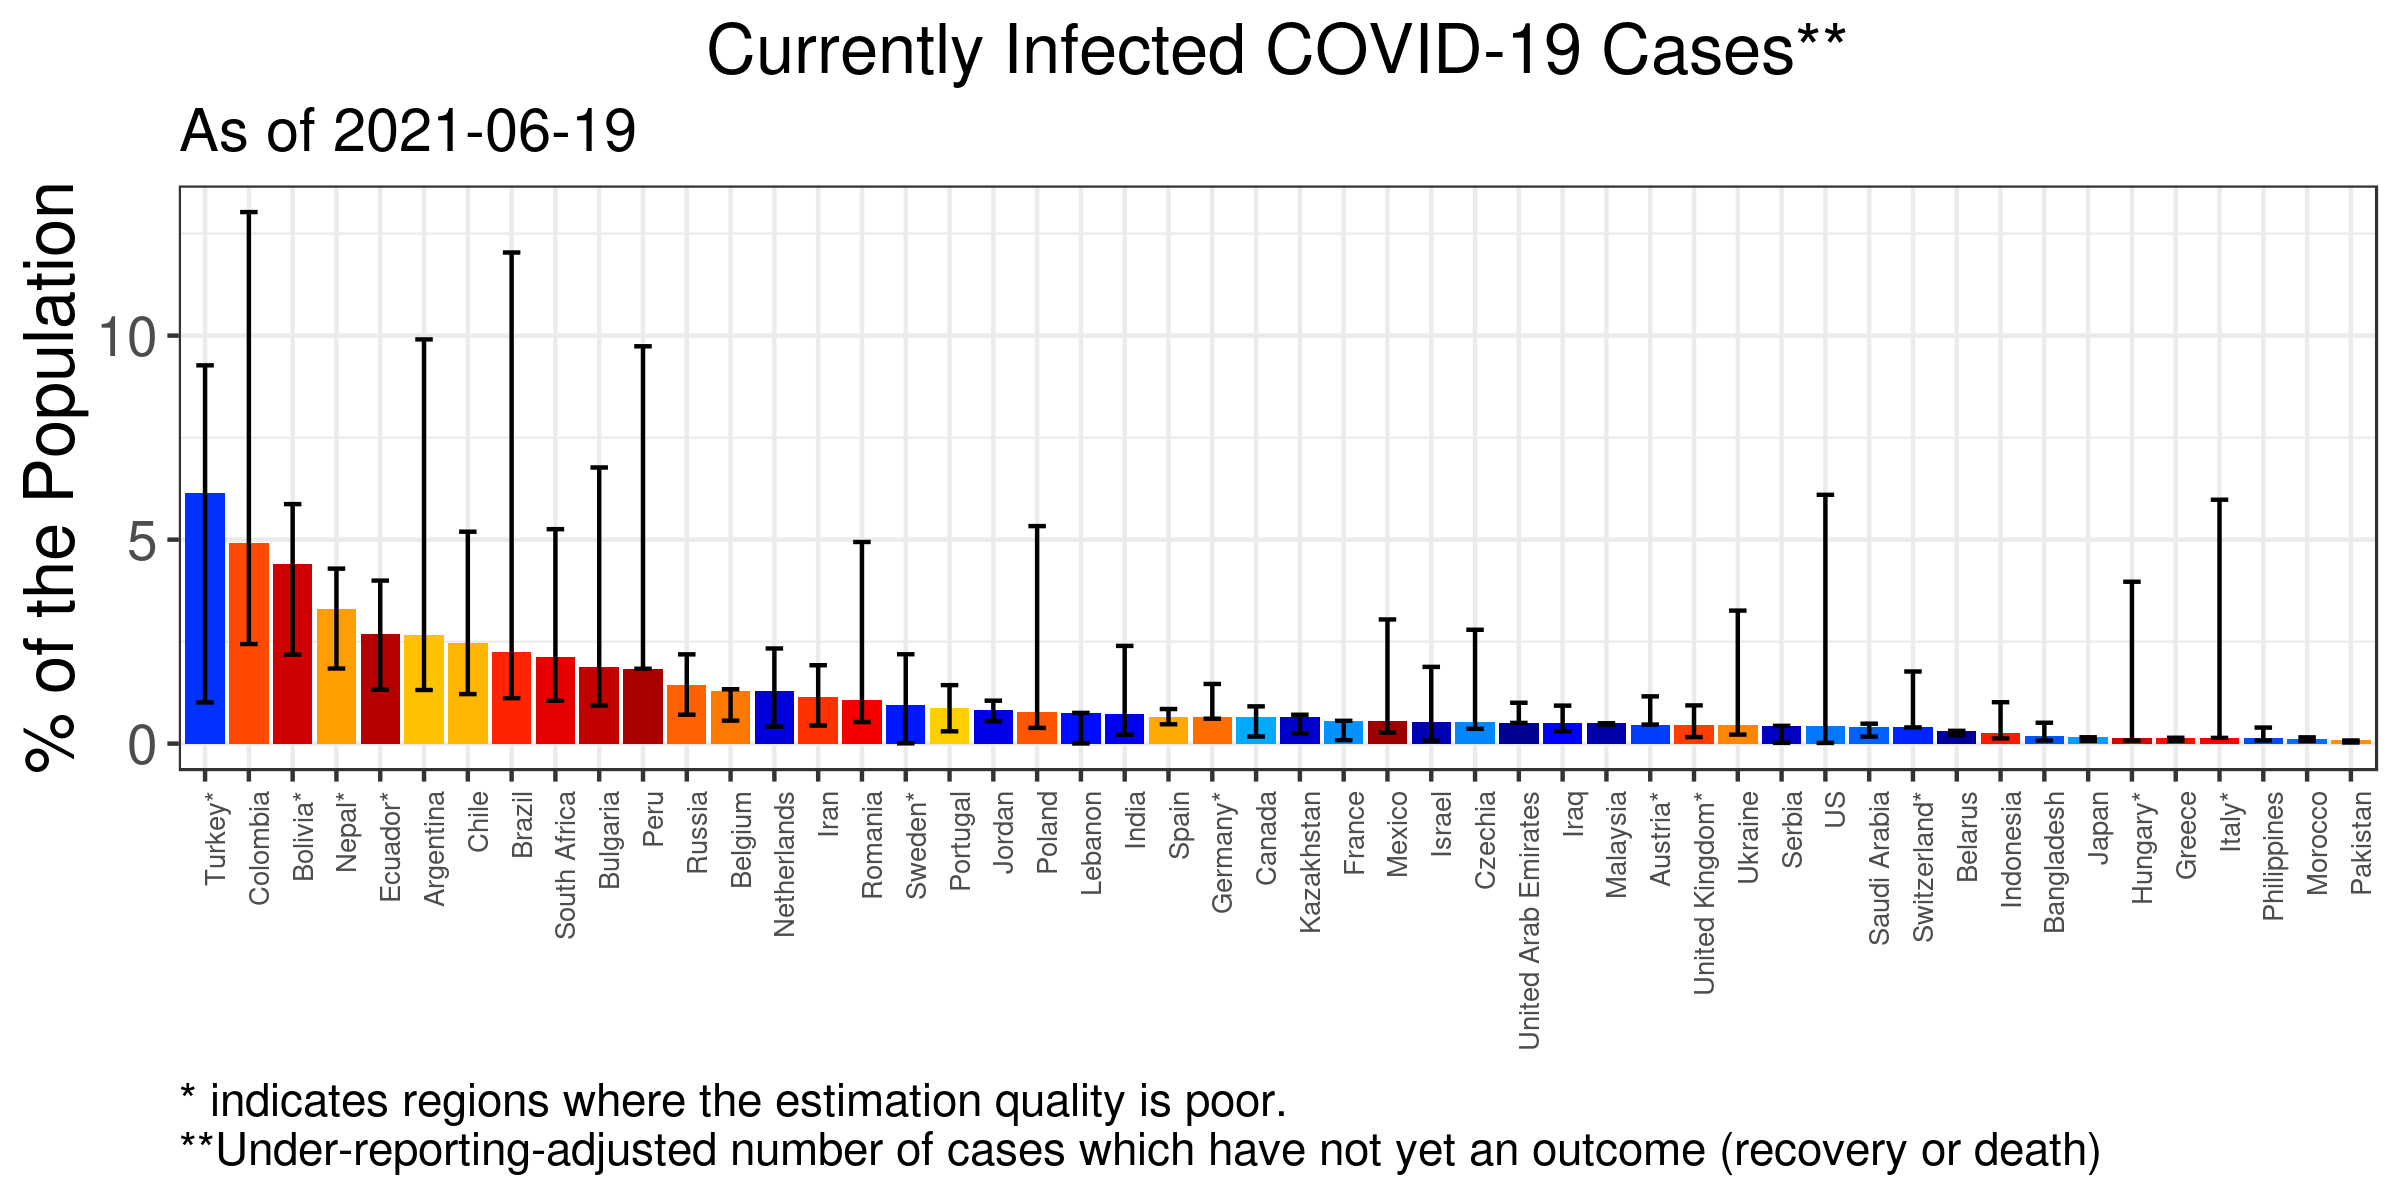 Currently Infected COVID-19 Cases**
As of 2021-06-19
% of the Population
10
5
0
Turkey*
Colombia
Bolivia*
Nepal*
Ecuador*
Argentina
Chile
Brazil
South Africa
Bulgaria
Peru
Russia
Belgium
Netherlands
Iran
Romania
Sweden*
Portugal
Jordan
Poland
Lebanon
India
Spain
Germany*
Canada
Kazakhstan
France
Mexico
Israel
Czechia
United Arab Emirates
Iraq
Malaysia
Austria*
United Kingdom*
Ukraine
Serbia
US
Saudi Arabia
Switzerland*
Belarus
Indonesia
Bangladesh
Japan
Hungary*
Greece
Italy*
Philippines
Morocco
Pakistan
* indicates regions where the estimation quality is poor.
**Under-reporting-adjusted number of cases which have not yet an outcome (recovery or death)